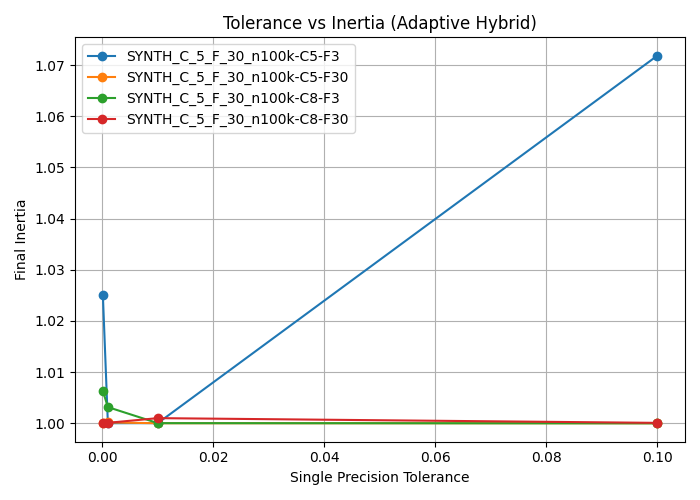 Tolerance vs Inertia (Adaptive Hybrid)
SYNTH_C_5_F_30_n100k-C5-F3
SYNTH_C_5_F_30_n100k-C5-F30
SYNTH_C_5_F_30_n100k-C8-F3
SYNTH_C_5_F_30_n100k-C8-F30
Final Inertia
1.07
1.06
1.05
1.04
1.03
1.02
1.01
1.00
0.00 0.02 0.04 0.06 0.08 0.10
Single Precision Tolerance